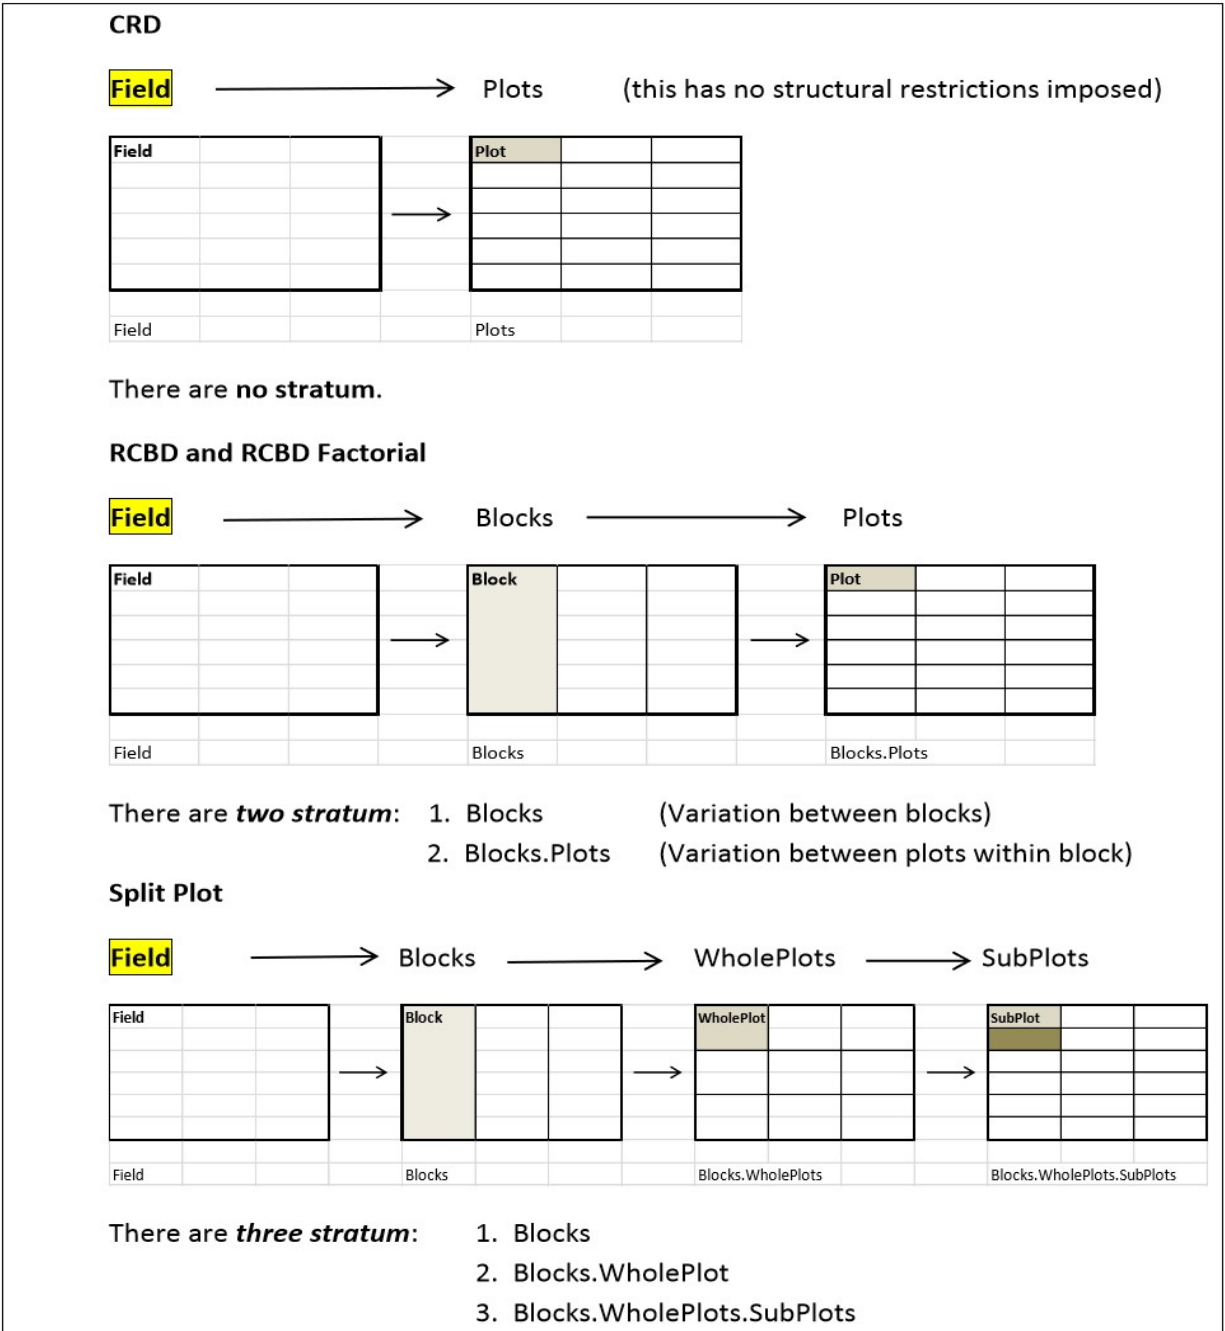 CRD
Field Plots (this has no structural restrictions imposed)
Field Plot
Field Plots
There are no stratum.
RCBD and RCBD Factorial
Field Blocks Plots
Field Block Plot
Field Blocks Blocks.Plots
There are two stratum: 1. Blocks (Variation between blocks)
2. Blocks.Plots (Variation between plots within block)
Split Plot
Field Blocks WholePlots SubPlots
Field Block WholePlot SubPlot
Field Blocks Blocks.WholePlots Blocks.WholePlots.SubPlots
There are three stratum: 1. Blocks
2. Blocks.WholePlot
3. Blocks.WholePlots.SubPlots